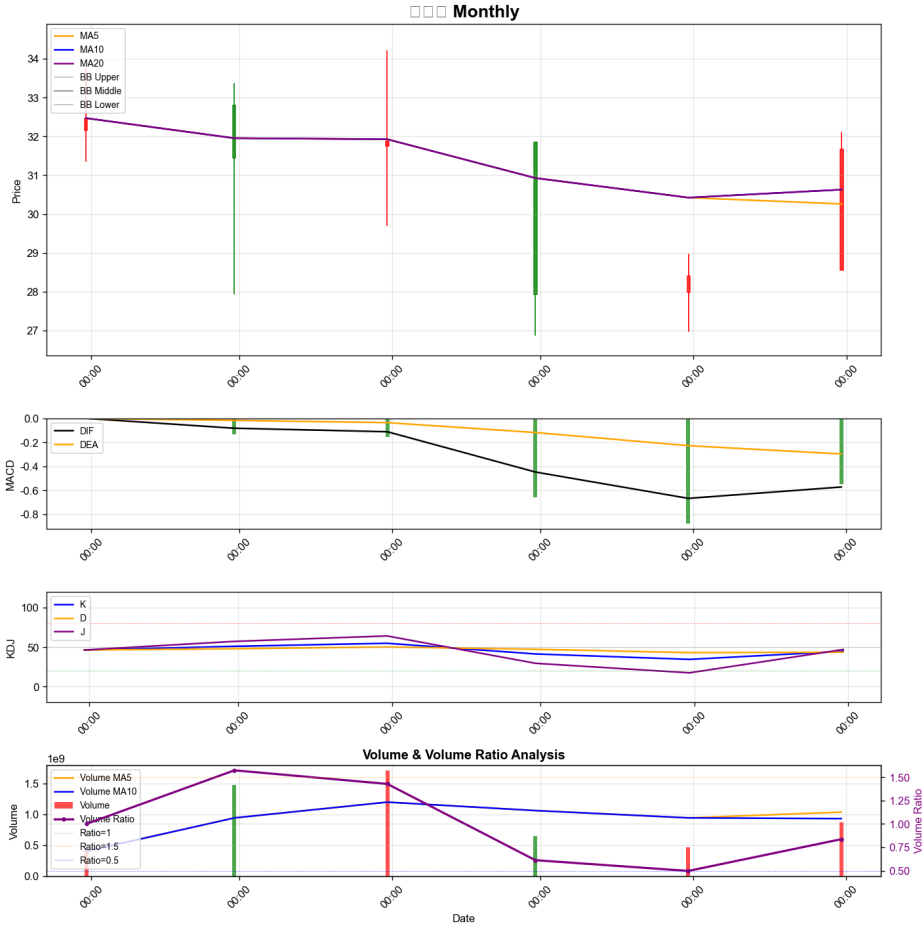 □□□ Monthly
MA5
MA10
MA20
BB Upper
BB Middle
BB Lower
Price
34
33
32
31
30
29
28
27
00:00
00:00
00:00
00:00
00:00
00:00
DIF
DEA
MACD
0.0
-0.2
-0.4
-0.6
-0.8
00:00
00:00
00:00
00:00
00:00
00:00
K
D
J
KDJ
100
50
0
00:00
00:00
00:00
00:00
00:00
00:00
Volume & Volume Ratio Analysis
1e9
Volume MA5
Volume MA10
Volume
Volume Ratio
Ratio=1
Ratio=1.5
Ratio=0.5
Volume
1.5
1.0
0.5
0.0
1.50
1.25
1.00
0.75
0.50
Volume Ratio
00:00
00:00
00:00
00:00
00:00
00:00
Date